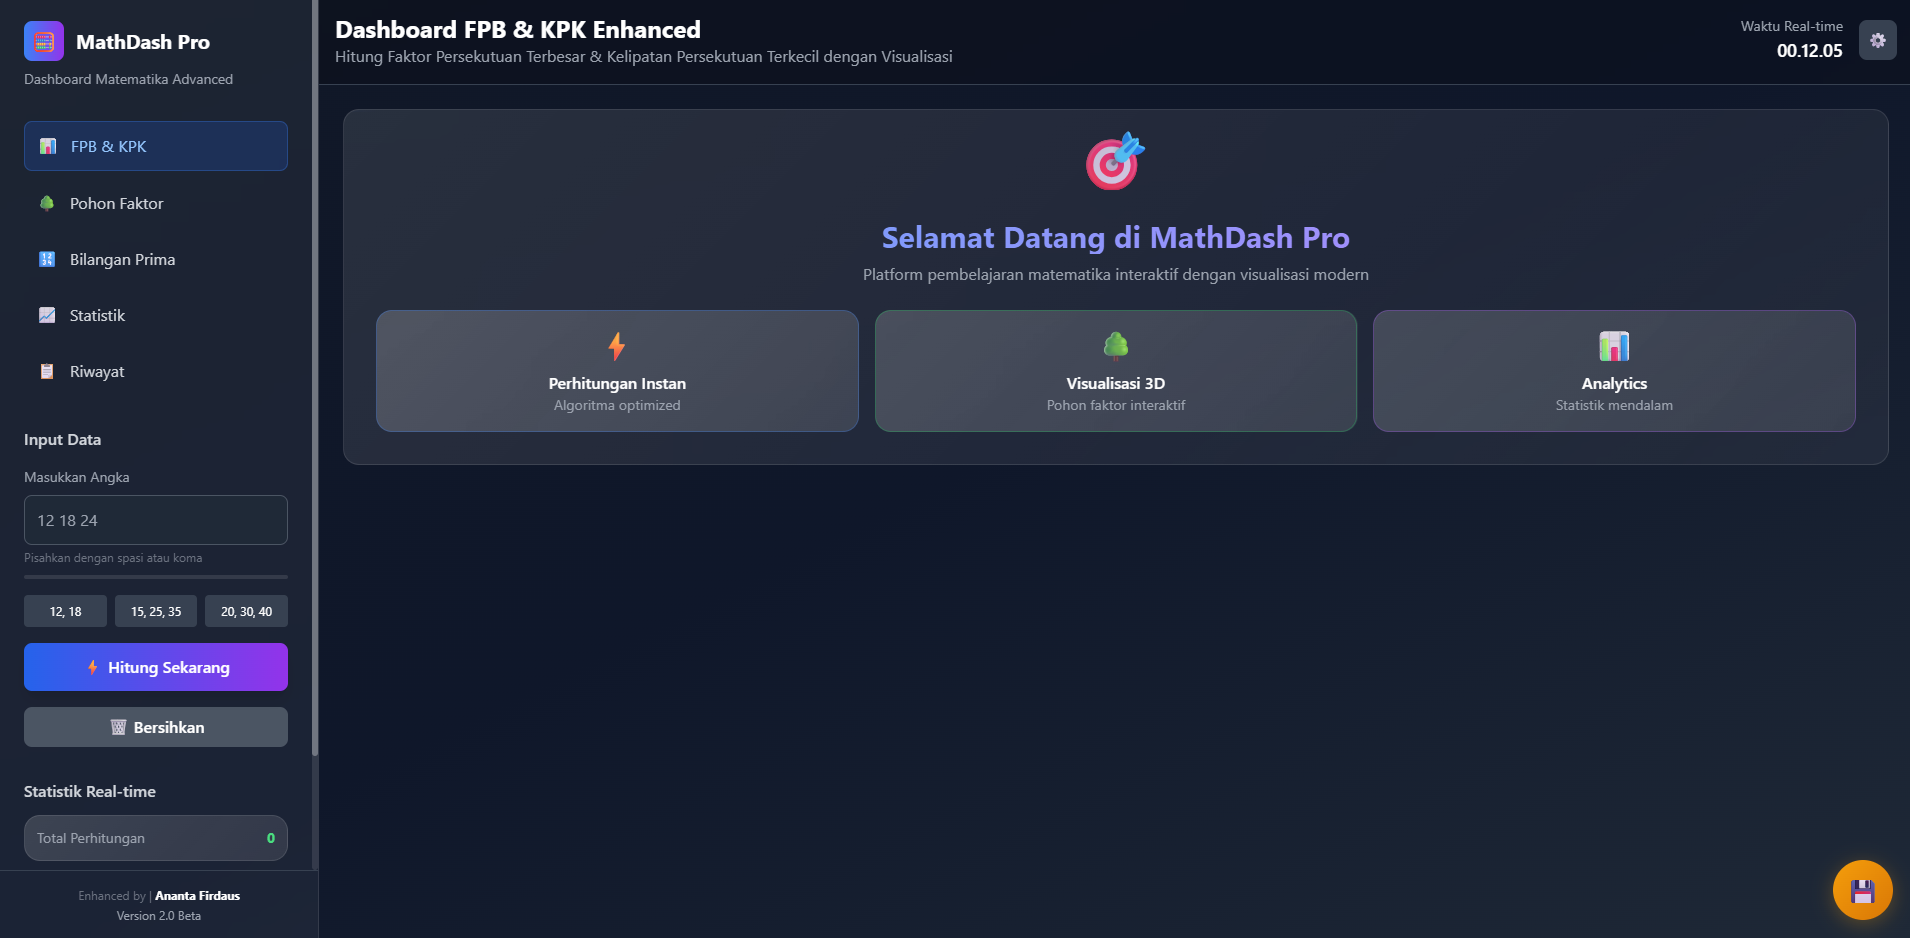 MathDash Pro
Dashboard Matematika Advanced
FPB & KPK
Pohon Faktor
Bilangan Prima
Statistik
Riwayat
Input Data
Masukkan Angka
12 18 24
Pisahkan dengan spasi atau koma
12, 18
15, 25, 35
20, 30, 40
Hitung Sekarang
Bersihkan
Statistik Real-time
Total Perhitungan 0
Enhanced by | Ananta Firdaus
Version 2.0 Beta
Dashboard FPB & KPK Enhanced
Hitung Faktor Persekutuan Terbesar & Kelipatan Persekutuan Terkecil dengan Visualisasi
Waktu Real-time
00.12.05
Selamat Datang di MathDash Pro
Platform pembelajaran matematika interaktif dengan visualisasi modern
Perhitungan Instan
Algoritma optimized
Visualisasi 3D
Pohon faktor interaktif
Analytics
Statistik mendalam